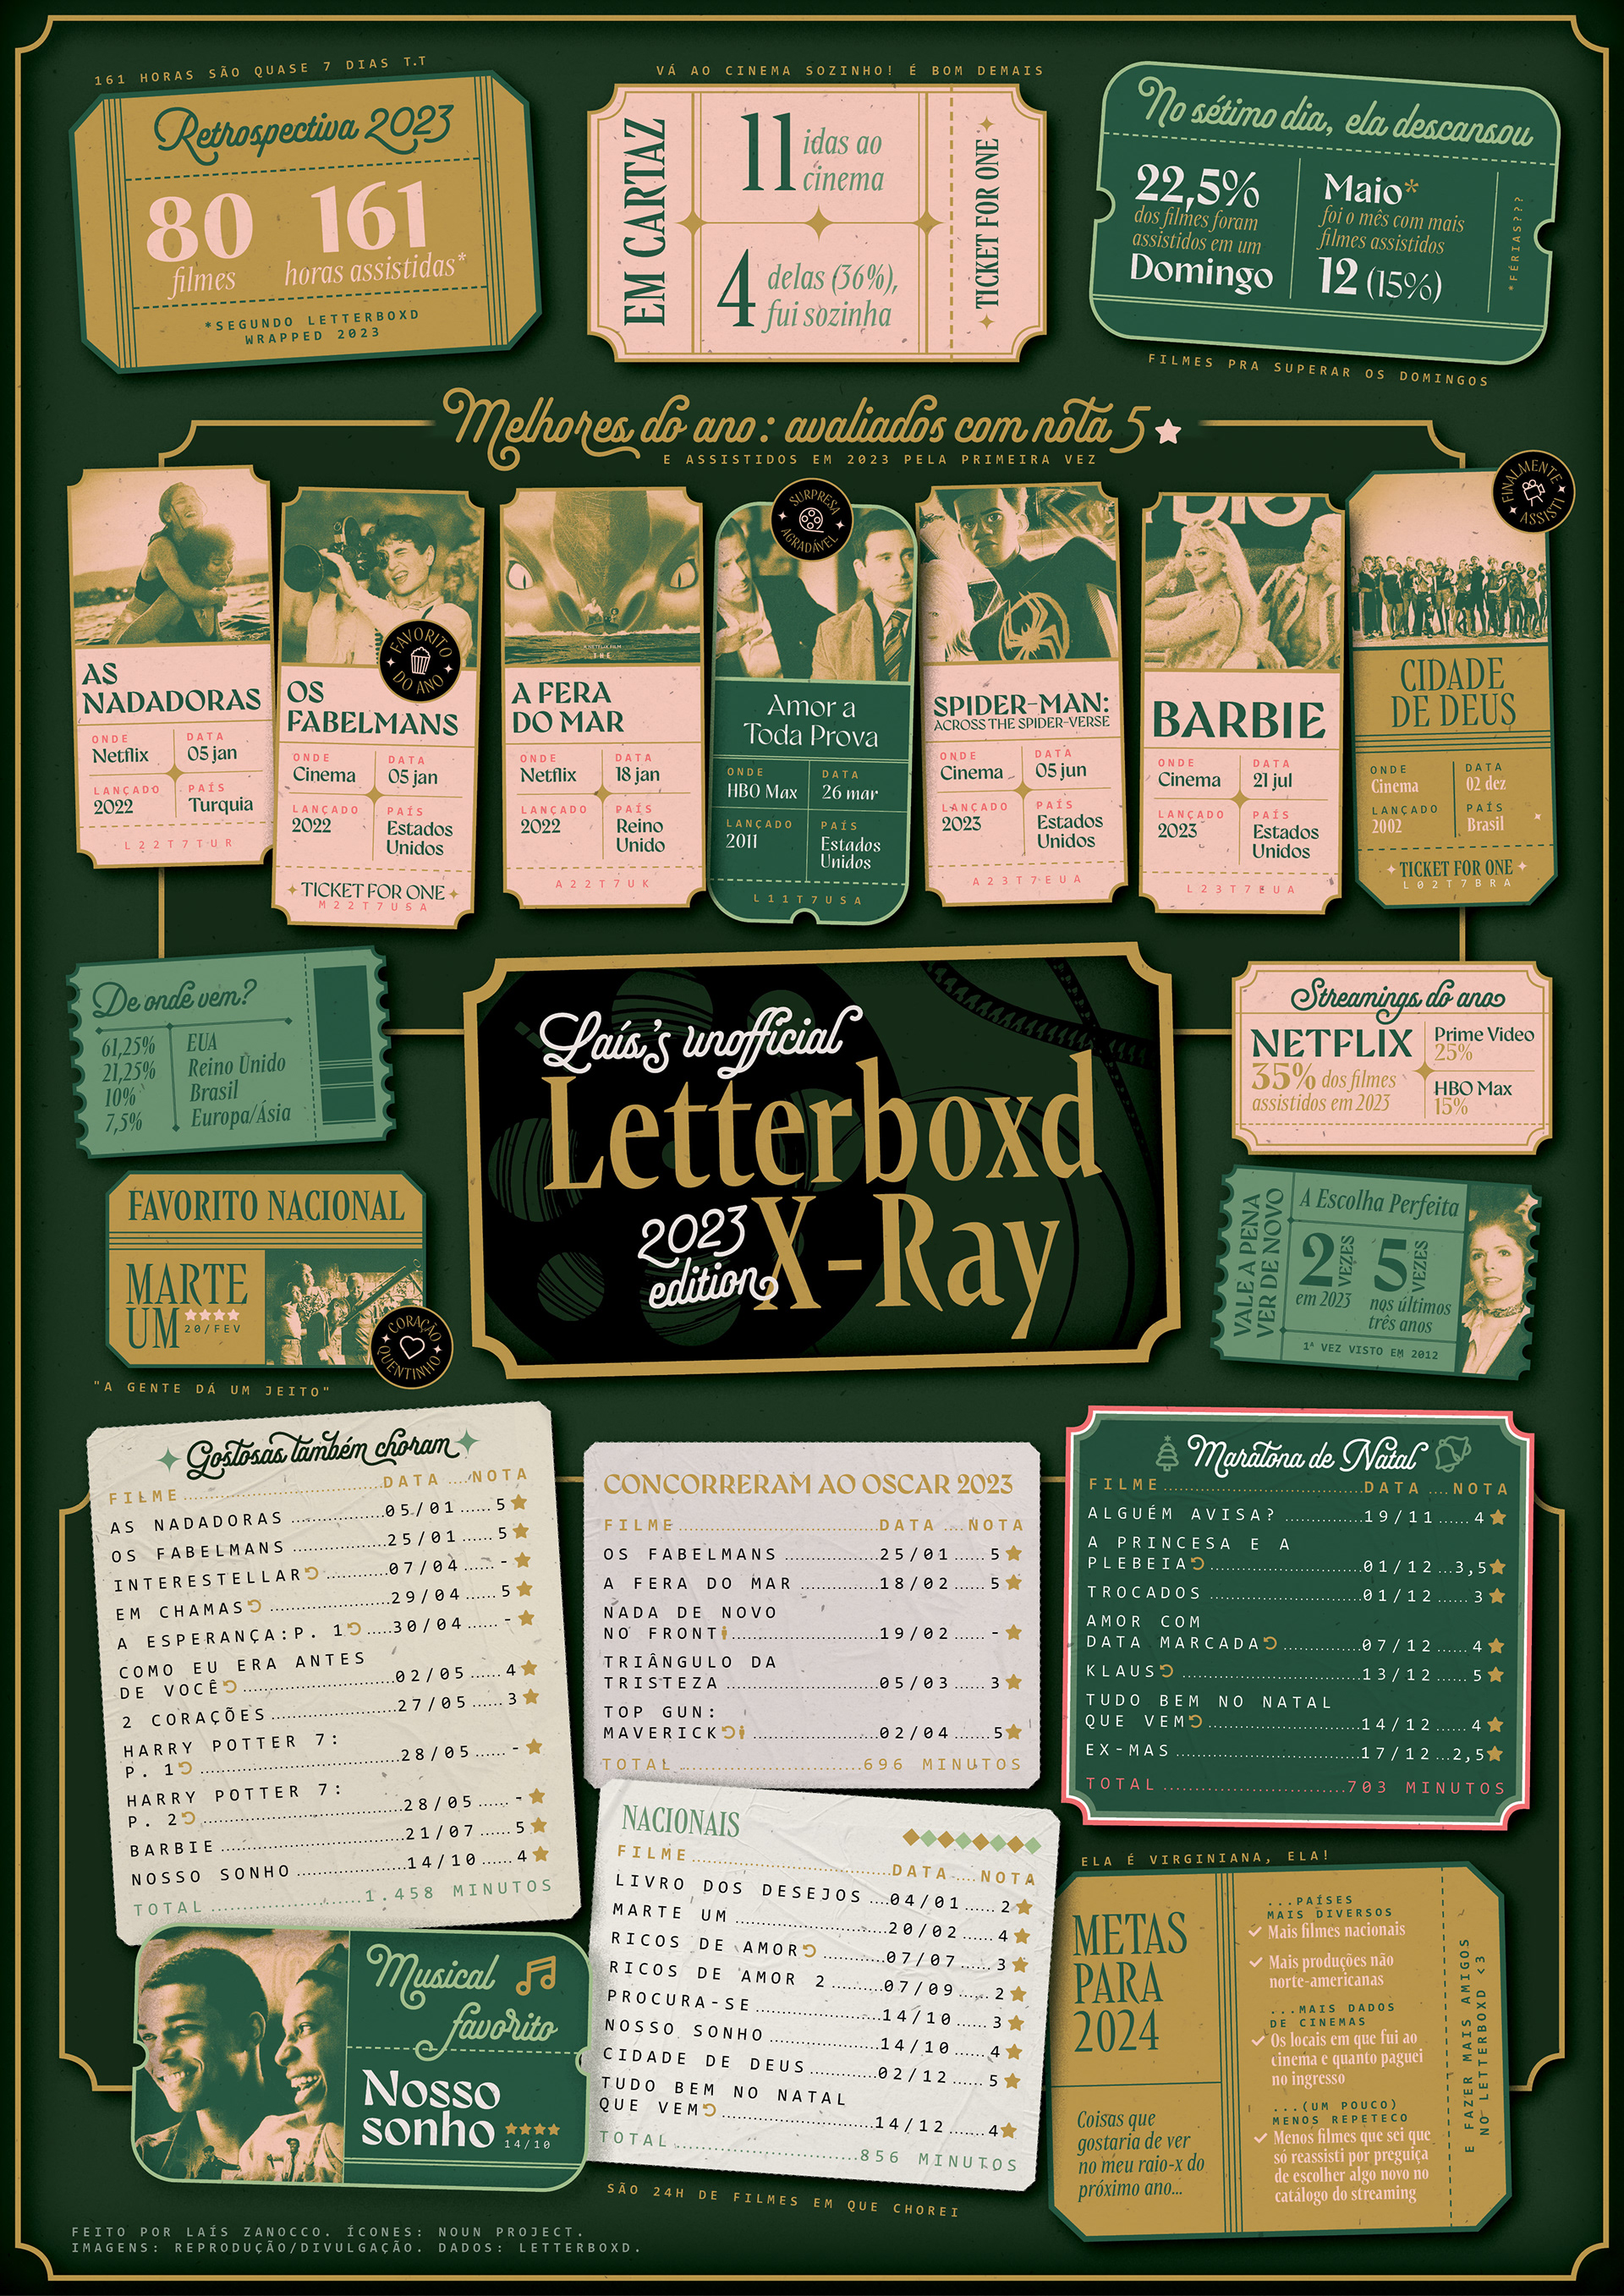 161 HORAS SÃO QUASE 7 DIAS T.T
Retrospectiva 2023
80
filmes
161
horas assistidas*
*SEGUNDO LETTERBOXD
WRAPPED 2023
VÁ AO CINEMA SOZINHO! É BOM DEMAIS
EM CARTAZ
11 idas ao
cinema
4 delas (36%),
fui sozinha
TICKET FOR ONE
No sétimo dia, ela descansou
22,5%
dos filmes foram
assistidos em um
Domingo
Maio*
foi o mês com mais
filmes assistidos
12 (15%)
*FÉRIAS???
FILMES PRA SUPERAR OS DOMINGOS
Melhores do ano: avaliados com nota 5
E ASSISTIDOS EM 2023 PELA PRIMEIRA VEZ
AS
NADADORAS
ONDE
Netflix
DATA
05 jan
LANÇADO
2022
PAÍS
Turquia
L22T7TUR
FAVORITO
DO ANO
OS
FABELMANS
ONDE
Cinema
DATA
05 jan
LANÇADO
2022
PAÍS
Estados
Unidos
TICKET FOR ONE
M22T7USA
THE
A FERA
DO MAR
ONDE
Netflix
DATA
18 jan
LANÇADO
2022
PAÍS
Reino
Unido
A22T7UK
SURPRESA
AGRADÁVEL
Amor a
Toda Prova
ONDE
HBO Max
DATA
26 mar
LANÇADO
2011
PAÍS
Estados
Unidos
L11T7USA
SPIDER-MAN:
ACROSS THE SPIDER-VERSE
ONDE
Cinema
DATA
05 jun
LANÇADO
2023
PAÍS
Estados
Unidos
A23T7EUA
BARBIE
ONDE
Cinema
DATA
21 jul
LANÇADO
2023
PAÍS
Estados
Unidos
L23T7EUA
FINALMENTE
ASSISTI
CIDADE
DE DEUS
ONDE
Cinema
DATA
02 dez
LANÇADO
2002
PAÍS
Brasil
TICKET FOR ONE
L02T7BRA
De onde vem?
61,25% EUA
21,25% Reino Unido
10% Brasil
7,5% Europa/Ásia
Laís's unofficial
Letterboxd
2023
edition
X-Ray
Streamings do ano
NETFLIX
35% dos filmes
assistidos em 2023
Prime Video
25%
HBO Max
15%
FAVORITO NACIONAL
MARTE
UM
20/FEV
CORAÇÃO
QUENTINHO
"A GENTE DÁ UM JEITO"
VALE A PENA
VER DE NOVO
A Escolha Perfeita
2 VEZES
em 2023
5 VEZES
nos últimos
três anos
1ª VEZ VISTO EM 2012
Gostosas também choram
FILME DATA NOTA
AS NADADORAS 05/01 5
OS FABELMANS 25/01 5
INTERESTELLAR 07/04 -
EM CHAMAS 29/04 5
A ESPERANÇA:P. 1 30/04 -
COMO EU ERA ANTES
DE VOCÊ 02/05 4
2 CORAÇÕES 27/05 3
HARRY POTTER 7:
P. 1 28/05 -
HARRY POTTER 7:
P. 2 28/05 -
BARBIE 21/07 5
NOSSO SONHO 14/10 4
TOTAL 1.458 MINUTOS
CONCORRERAM AO OSCAR 2023
FILME DATA NOTA
OS FABELMANS 25/01 5
A FERA DO MAR 18/02 5
NADA DE NOVO
NO FRONT 19/02 -
TRIÂNGULO DA
TRISTEZA 05/03 3
TOP GUN:
MAVERICK 02/04 5
TOTAL 696 MINUTOS
Maratona de Natal
FILME DATA NOTA
ALGUÉM AVISA? 19/11 4
A PRINCESA E A
PLEBEIA 01/12 3,5
TROCADOS 01/12 3
AMOR COM
DATA MARCADA 07/12 4
KLAUS 13/12 5
TUDO BEM NO NATAL
QUE VEM 14/12 4
EX-MAS 17/12 2,5
TOTAL 703 MINUTOS
NACIONAIS
FILME DATA NOTA
LIVRO DOS DESEJOS 04/01 2
MARTE UM 20/02 4
RICOS DE AMOR 07/07 3
RICOS DE AMOR 2 07/09 2
PROCURA-SE 14/10 3
NOSSO SONHO 14/10 4
CIDADE DE DEUS 02/12 5
TUDO BEM NO NATAL
QUE VEM 14/12 4
TOTAL 856 MINUTOS
SÃO 24H DE FILMES EM QUE CHOREI
Musical
favorito
Nosso
sonho
14/10
ELA É VIRGINIANA, ELA!
METAS
PARA
2024
Coisas que
gostaria de ver
no meu raio-x do
próximo ano...
...PAÍSES
MAIS DIVERSOS
Mais filmes nacionais
Mais produções não
norte-americanas
...MAIS DADOS
DE CINEMAS
Os locais em que fui ao
cinema e quanto paguei
no ingresso
...(UM POUCO)
MENOS REPETECO
Menos filmes que sei que
só reassisti por preguiça
de escolher algo novo no
catálogo do streaming
E FAZER MAIS AMIGOS
NO LETTERBOXD <3
FEITO POR LAÍS ZANOCCO. ÍCONES: NOUN PROJECT.
IMAGENS: REPRODUÇÃO/DIVULGAÇÃO. DADOS: LETTERBOXD.